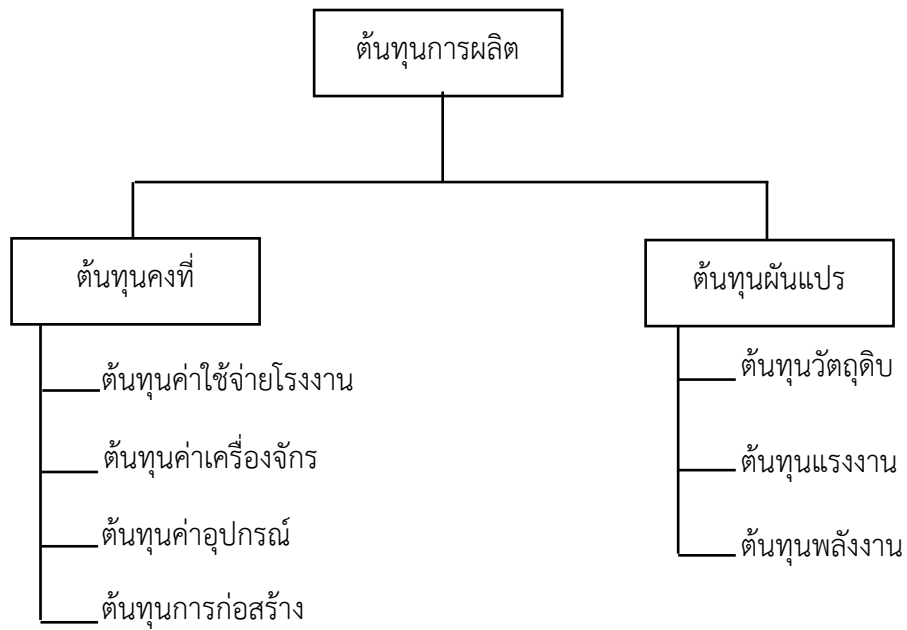 ต้นทุนการผลิต
ต้นทุนคงที่
ต้นทุนค่าใช้จ่ายโรงงาน
ต้นทุนค่าเครื่องจักร
ต้นทุนค่าอุปกรณ์
ต้นทุนการก่อสร้าง
ต้นทุนผันแปร
ต้นทุนวัตถุดิบ
ต้นทุนแรงงาน
ต้นทุนพลังงาน